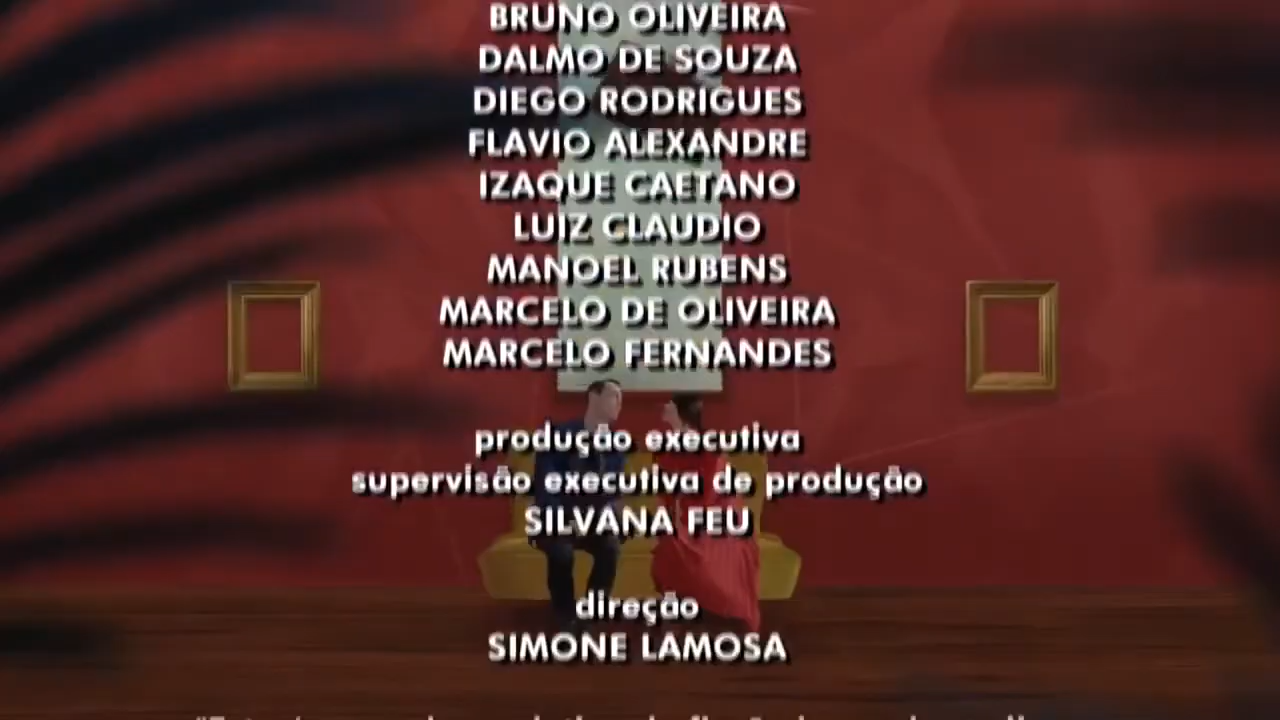 BRUNO OLIVEIRA
DALMO DE SOUZA
DIEGO RODRIGUES
FLAVIO ALEXANDRE
IZAQUE CAETANO
LUIZ CLAUDIO
MANOEL RUBENS
MARCELO DE OLIVEIRA
MARCELO FERNANDES
produção executiva
supervisão executiva de produção
SILVANA FEU
direção
SIMONE LAMOSA